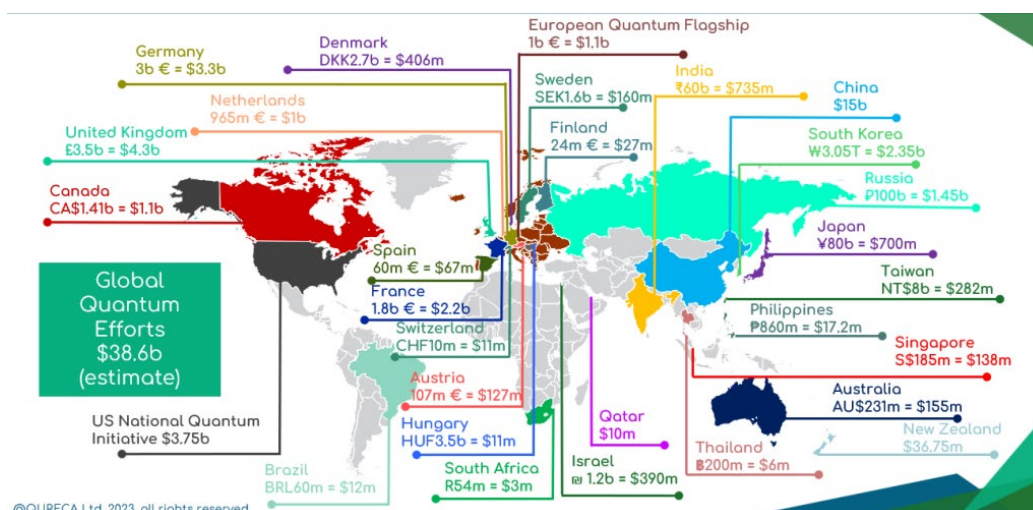 European Quantum Flagship
1b € = $1.1b
Denmark
DKK2.7b = $406m
Germany
3b € = $3.3b
India
₹60b = $735m
Sweden
SEK1.6b = $160m
China
$15b
Netherlands
965m € = $1b
Finland
24m € = $27m
United Kingdom
£3.5b = $4.3b
South Korea
₩3.05T = $2.35b
Canada
CA$1.41b = $1.1b
Russia
₽100b = $1.45b
Japan
¥80b = $700m
Spain
60m € = $67m
Global
Quantum
Efforts
$38.6b
(estimate)
Taiwan
NT$8b = $282m
France
1.8b € = $2.2b
Philippines
₱860m = $17.2m
Switzerland
CHF10m = $11m
Singapore
S$185m = $138m
Austria
107m € = $127m
Australia
AU$231m = $155m
US National Quantum
Initiative $3.75b
Hungary
HUF3.5b = $11m
Qatar
$10m
New Zealand
$36.75m
Thailand
฿200m = $6m
Brazil
BRL60m = $12m
South Africa
R54m = $3m
Israel
₪ 1.2b = $390m
@QURECA Ltd. 2023, all rights reserved